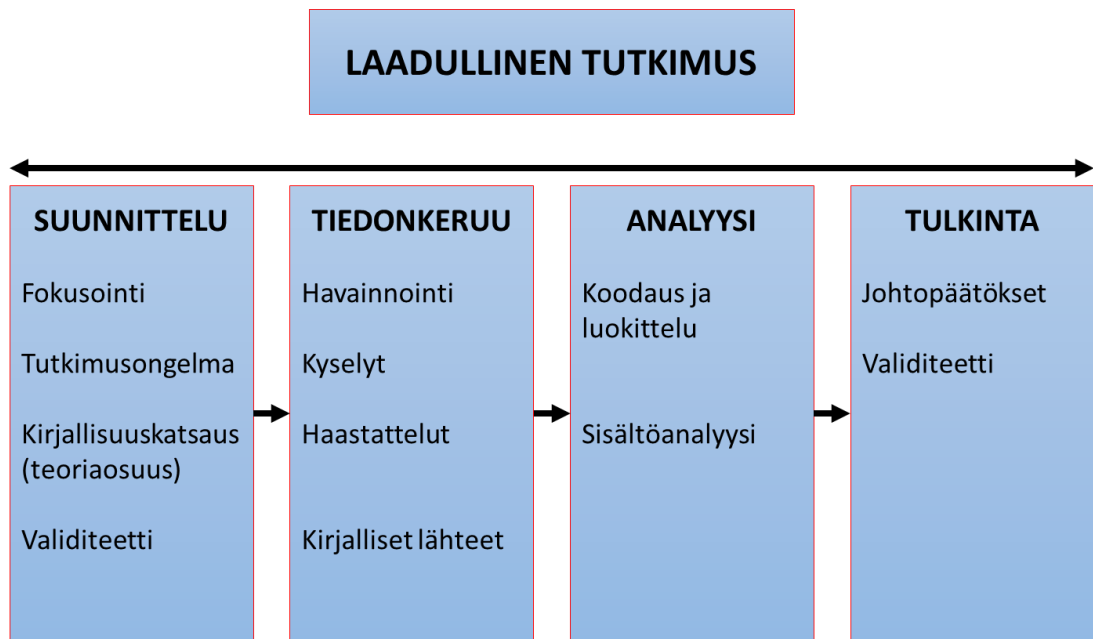 LAADULLINEN TUTKIMUS
SUUNNITTELU
Fokusointi
Tutkimusongelma
Kirjallisuuskatsaus
(teoriaosuus)
Validiteetti
TIEDONKERUU
Havainnointi
Kyselyt
Haastattelut
Kirjalliset lähteet
ANALYYSI
Koodaus ja
luokittelu
Sisältöanalyysi
TULKINTA
Johtopäätökset
Validiteetti